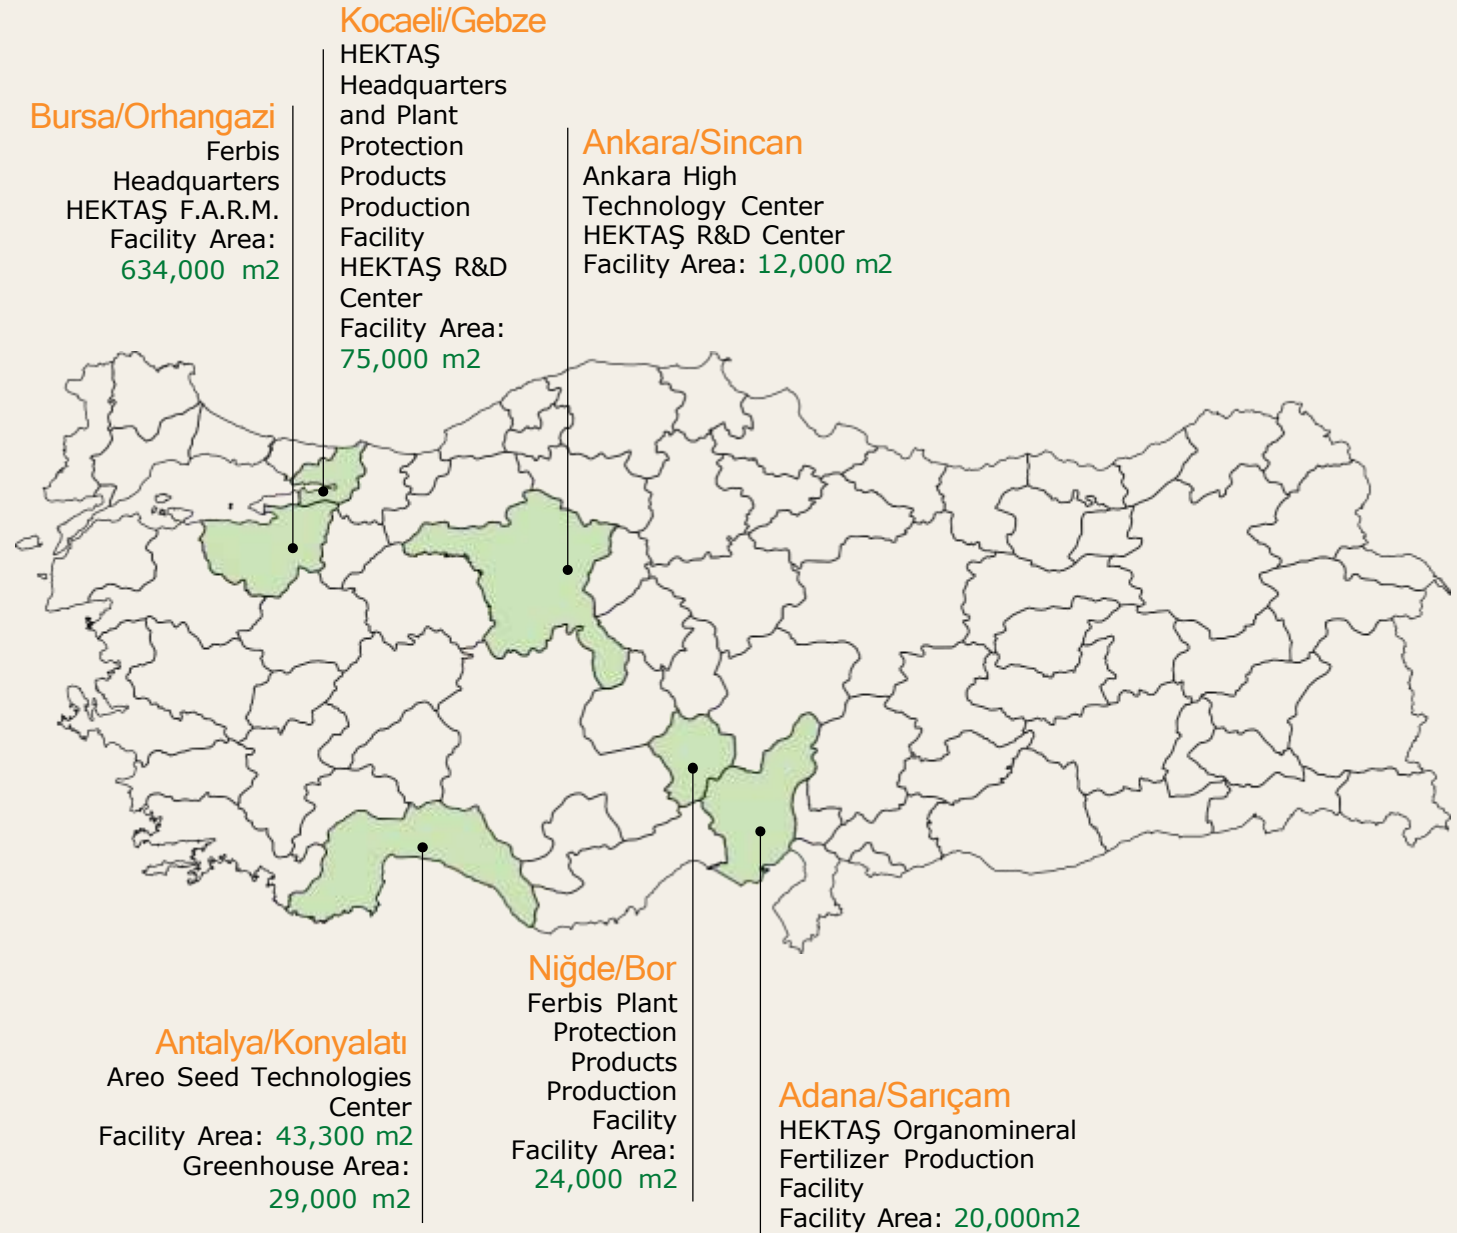 Kocaeli/Gebze
HEKTAŞ
Headquarters
and Plant
Protection
Products
Production
Facility
HEKTAŞ R&D
Center
Facility Area:
75,000 m2
Bursa/Orhangazi
Ferbis
Headquarters
HEKTAŞ F.A.R.M.
Facility Area:
634,000 m2
Ankara/Sincan
Ankara High
Technology Center
HEKTAŞ R&D Center
Facility Area: 12,000 m2
Antalya/Konyalatı
Areo Seed Technologies
Center
Facility Area: 43,300 m2
Greenhouse Area:
29,000 m2
Niğde/Bor
Ferbis Plant
Protection
Products
Production
Facility
Facility Area:
24,000 m2
Adana/Sarıçam
HEKTAŞ Organomineral
Fertilizer Production
Facility
Facility Area: 20,000m2